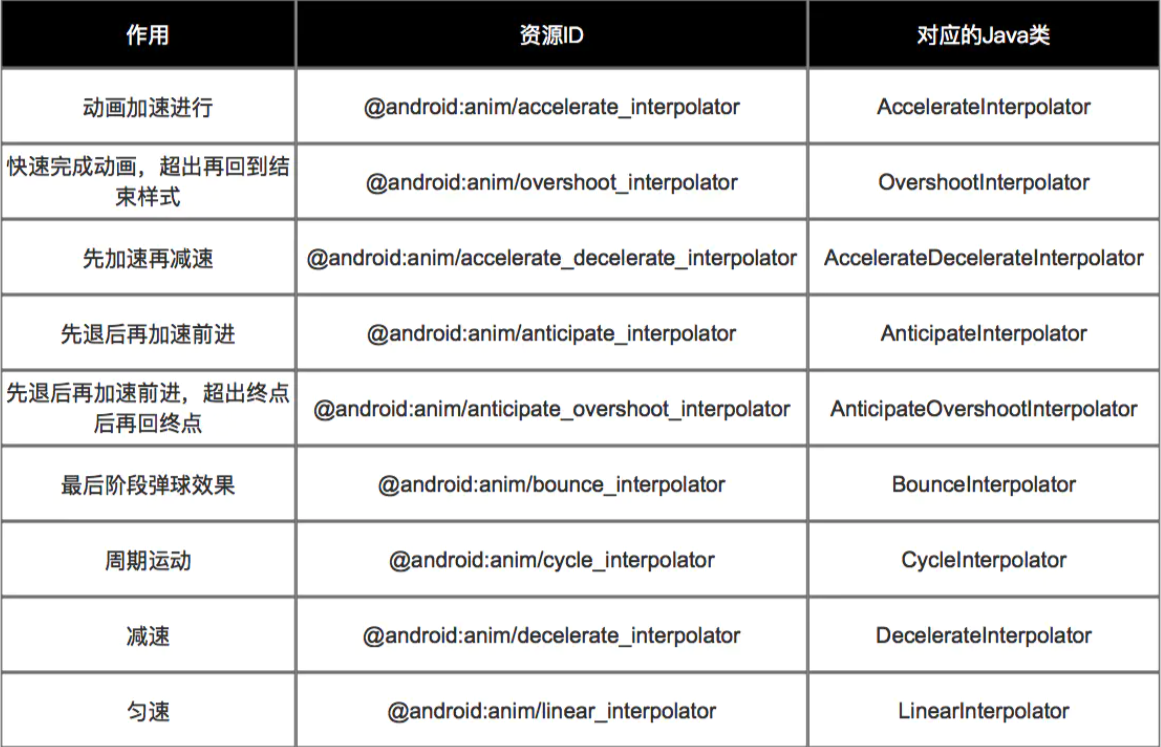 作用 资源ID 对应的Java类
动画加速进行 @android:anim/accelerate_interpolator AccelerateInterpolator
快速完成动画，超出再回到结
束样式 @android:anim/overshoot_interpolator OvershootInterpolator
先加速再减速 @android:anim/accelerate_decelerate_interpolator AccelerateDecelerateInterpolator
先退后再加速前进 @android:anim/anticipate_interpolator AnticipateInterpolator
先退后再加速前进，超出终点
后再回终点 @android:anim/anticipate_overshoot_interpolator AnticipateOvershootInterpolator
最后阶段弹球效果 @android:anim/bounce_interpolator BounceInterpolator
周期运动 @android:anim/cycle_interpolator CycleInterpolator
减速 @android:anim/decelerate_interpolator DecelerateInterpolator
匀速 @android:anim/linear_interpolator LinearInterpolator